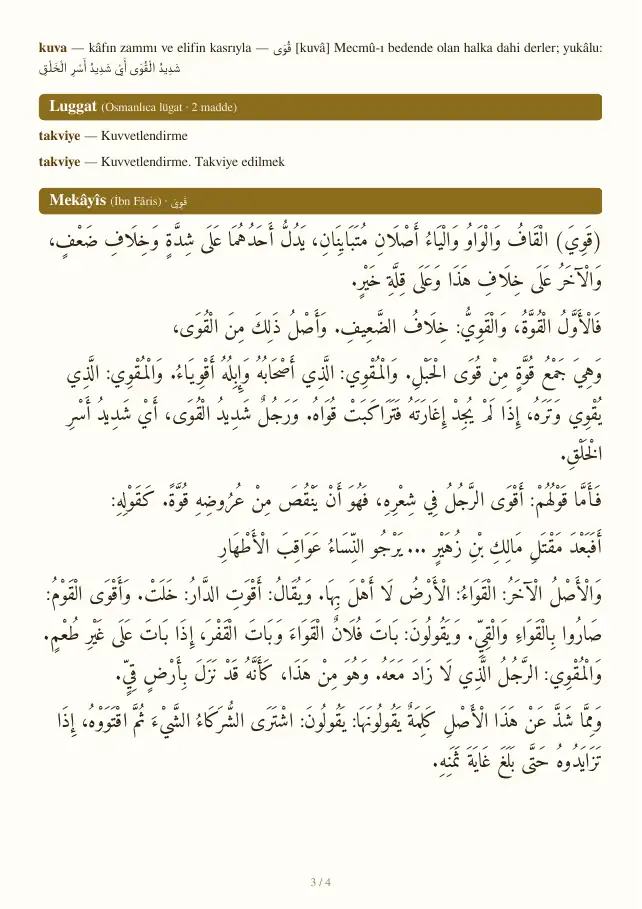 kuva — kâfın zammı ve elifin kasrıyla — قُوَى [kuvâ] Mecmû-ı bedende olan halka dahi derler; yukâlu:
شَدِيدُ الْقُوَى أَيْ شَدِيدُ أَسْرِ الْخَلْقِ
Luggat (Osmanlıca lügat · 2 madde)
takviye — Kuvvetlendirme
takviye — Kuvvetlendirme. Takviye edilmek
Mekâyîs (İbn Fâris) · قَوِيَ
(قَوِيَ) الْقَافُ وَالْوَاوُ وَالْيَاءُ أَصْلَانِ مُتَبَايِنَانِ، يَدُلُّ أَحَدُهُمَا عَلَى شِدَّةٍ وَخِلَافِ ضَعْفٍ،
وَالْآخَرُ عَلَى خِلَافِ هَذَا وَعَلَى قِلَّةِ خَيْرٍ.
فَالْأَوَّلُ الْقُوَّةُ، وَالْقَوِيُّ: خِلَافُ الضَّعِيفِ. وَأَصْلُ ذَلِكَ مِنَ الْقُوَى،
وَهِيَ جَمْعُ قُوَّةٍ مِنْ قُوَى الْحَبْلِ. وَالْمُقْوِي: الَّذِي أَصْحَابُهُ وَإِبِلُهُ أَقْوِيَاءُ. وَالْمُقْوِي: الَّذِي
يُقْوِي وَتَرَهُ، إِذَا لَمْ يُجِدْ إِغَارَتَهُ فَتَرَاكَبَتْ قُوَاهُ. وَرَجُلٌ شَدِيدُ الْقُوَى، أَيْ شَدِيدُ أَسْرِ
الْخَلْقِ.
فَأَمَّا قَوْلُهُمْ: أَقْوَى الرَّجُلُ فِي شِعْرِهِ، فَهُوَ أَنْ يَنْقُصَ مِنْ عُرُوضِهِ قُوَّةً. كَقَوْلِهِ:
أَفَبَعْدَ مَقْتَلِ مَالِكِ بْنِ زُهَيْرٍ ... يَرْجُو النِّسَاءُ عَوَاقِبَ الْأَطْهَارِ
وَالْأَصْلُ الْآخَرُ: الْقَوَاءُ: الْأَرْضُ لَا أَهْلَ بِهَا. وَيُقَالُ: أَقْوَتِ الدَّارُ: خَلَتْ. وَأَقْوَى الْقَوْمُ:
صَارُوا بِالْقَوَاءِ وَالْقِيِّ. وَيَقُولُونَ: بَاتَ فُلَانٌ الْقَوَاءَ وَبَاتَ الْقَفْرَ، إِذَا بَاتَ عَلَى غَيْرِ طُعْمٍ.
وَالْمُقْوِي: الرَّجُلُ الَّذِي لَا زَادَ مَعَهُ. وَهُوَ مِنْ هَذَا، كَأَنَّهُ قَدْ نَزَلَ بِأَرْضٍ قِيٍّ.
وَمِمَّا شَذَّ عَنْ هَذَا الْأَصْلِ كَلِمَةٌ يَقُولُونَهَا: يَقُولُونَ: اشْتَرَى الشُّرَكَاءُ الشَّيْءَ ثُمَّ اقْتَوَوْهُ، إِذَا
تَزَايَدُوهُ حَتَّى بَلَغَ غَايَةَ ثَمَنِهِ.
3 / 4